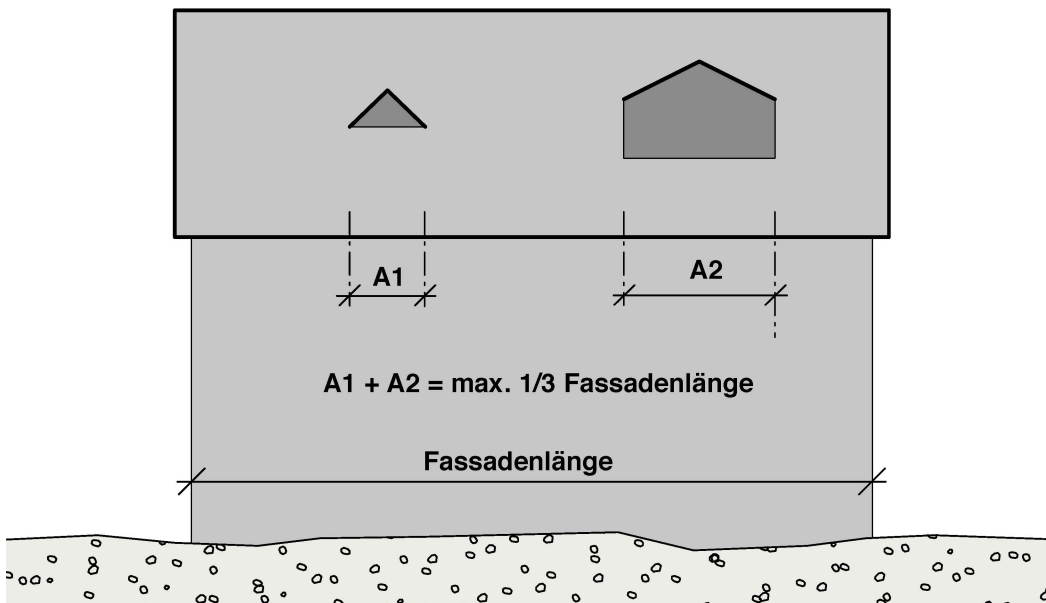 A1
A2
A1 + A2 = max. 1/3 Fassadenlänge
Fassadenlänge